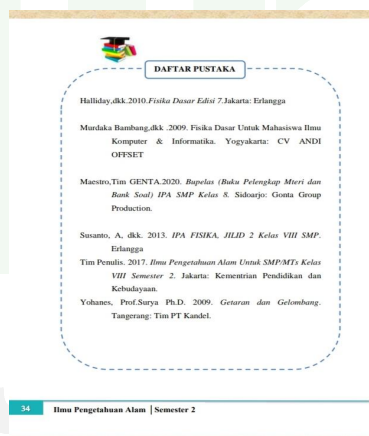 DAFTAR PUSTAKA
Halliday,dkk.2010.Fisika Dasar Edisi 7.Jakarta: Erlangga
Murdaka Bambang,dkk .2009. Fisika Dasar Untuk Mahasiswa Ilmu
Komputer & Informatika. Yogyakarta: CV ANDI
OFFSET
Maestro,Tim GENTA.2020. Bupelas (Buku Pelengkap Mteri dan
Bank Soal) IPA SMP Kelas 8. Sidoarjo: Gonta Group
Production.
Susanto, A, dkk. 2013. IPA FISIKA, JILID 2 Kelas VIII SMP.
Erlangga
Tim Penulis. 2017. Ilmu Pengetahuan Alam Untuk SMP/MTs Kelas
VIII Semester 2. Jakarta: Kementrian Pendidikan dan
Kebudayaan.
Yohanes, Prof.Surya Ph.D. 2009. Getaran dan Gelombang.
Tangerang: Tim PT Kandel.
34 Ilmu Pengetahuan Alam | Semester 2